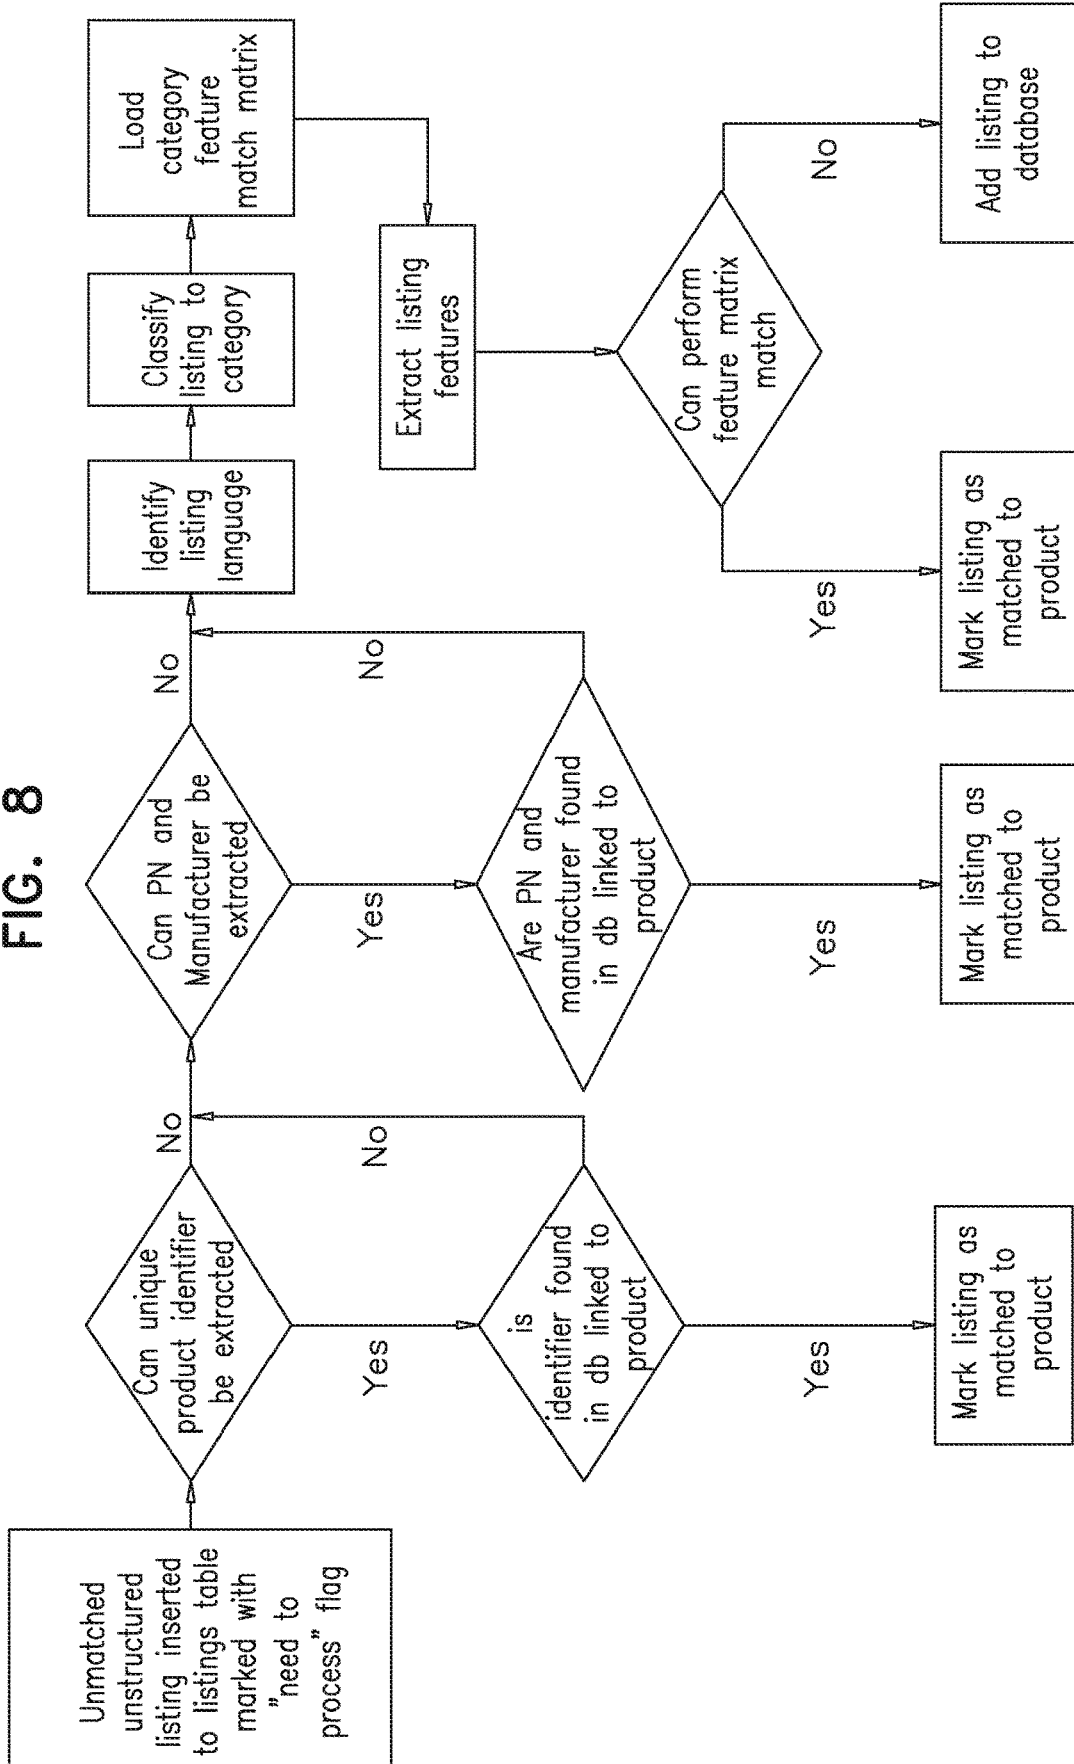 FIG. 8
Unmatched
unstructured
listing inserted
to listings table
marked with
"need to
process" flag
Can unique
product identifier
be extracted
No
Can PN and
Manufacturer be
extracted
No
Identify
listing
language
Classify
listing to
category
Load
category
feature
match matrix
Yes
No
Yes
No
Extract listing
features
is
identifier found
in db linked to
product
Are PN and
manufacturer found
in db linked to
product
Can perform
feature matrix
match
Yes
Yes
Yes
No
Mark listing as
matched to
product
Mark listing as
matched to
product
Mark listing as
matched to
product
Add listing to
database